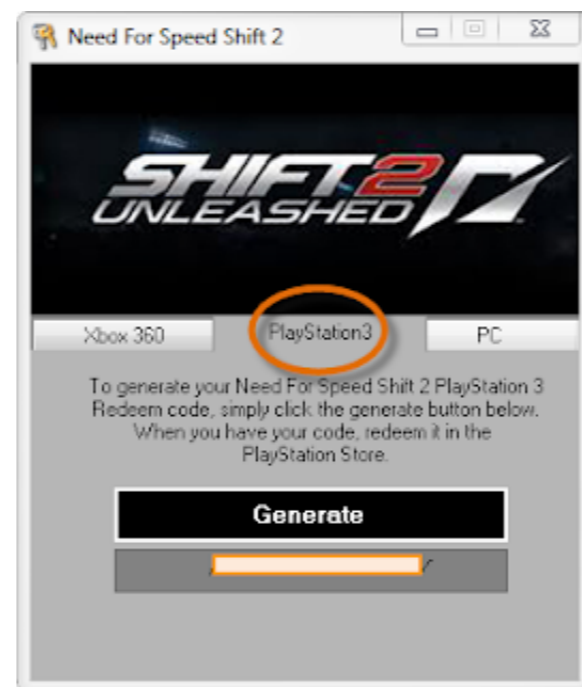 Need For Speed Shift 2
SHIFT 2
UNLEASHED
Xbox 360 PlayStation3 PC
To generate your Need For Speed Shift 2 PlayStation 3
Redeem code, simply click the generate button below.
When you have your code, redeem it in the
PlayStation Store.
Generate